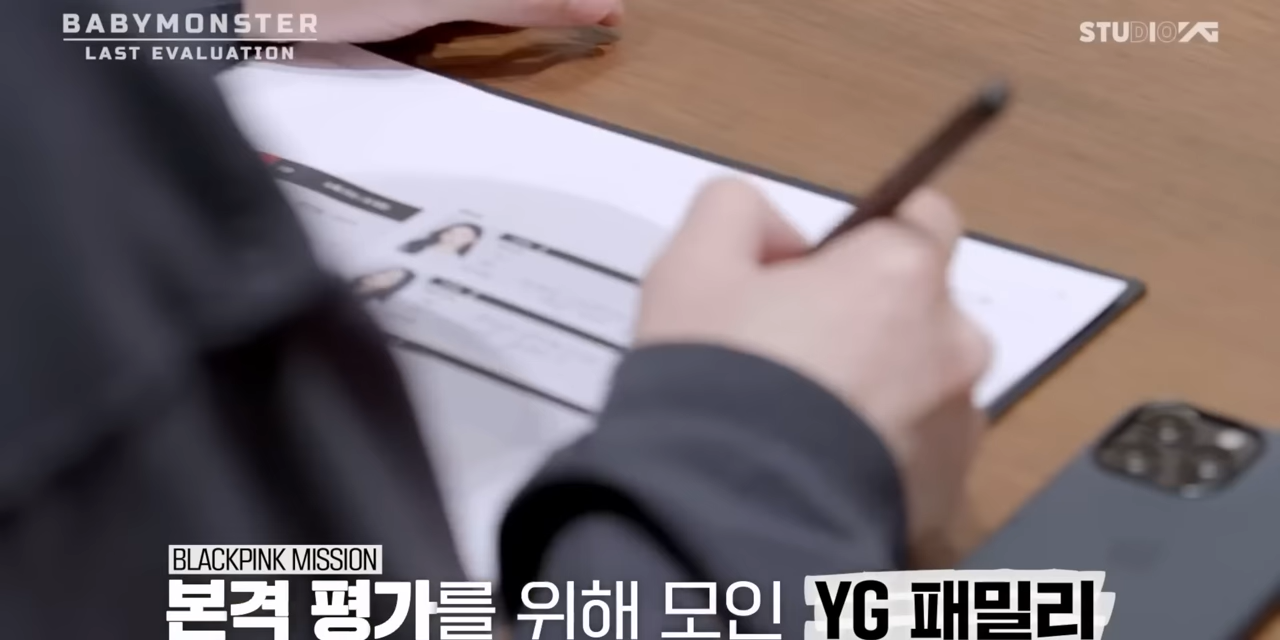 BABYMONSTER
LAST EVALUATION
STUDIO YG
BLACKPINK MISSION
본격 평가를 위해 모인 YG 패밀리